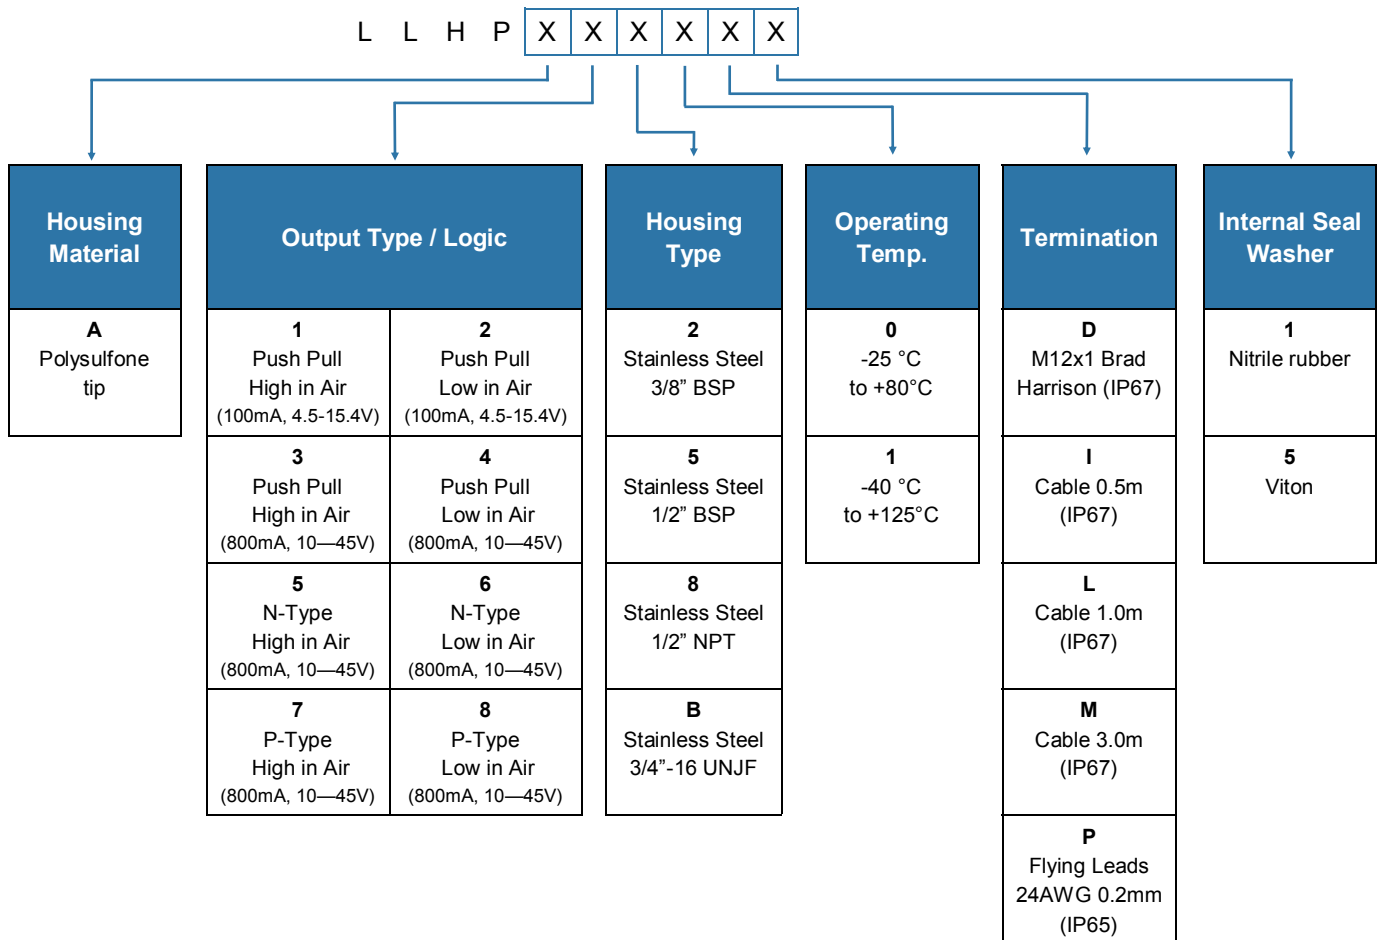 L L H P X X X X X X
Housing
Material
Output Type / Logic
Housing
Type
Operating
Temp.
Termination
Internal Seal
Washer
A
Polysulfone
tip
1
Push Pull
High in Air
(100mA, 4.5-15.4V)
2
Push Pull
Low in Air
(100mA, 4.5-15.4V)
3
Push Pull
High in Air
(800mA, 10—45V)
4
Push Pull
Low in Air
(800mA, 10—45V)
5
N-Type
High in Air
(800mA, 10—45V)
6
N-Type
Low in Air
(800mA, 10—45V)
7
P-Type
High in Air
(800mA, 10—45V)
8
P-Type
Low in Air
(800mA, 10—45V)
2
Stainless Steel
3/8” BSP
5
Stainless Steel
1/2” BSP
8
Stainless Steel
1/2” NPT
B
Stainless Steel
3/4”-16 UNJF
0
-25 °C
to +80°C
1
-40 °C
to +125°C
D
M12x1 Brad
Harrison (IP67)
I
Cable 0.5m
(IP67)
L
Cable 1.0m
(IP67)
M
Cable 3.0m
(IP67)
P
Flying Leads
24AWG 0.2mm
(IP65)
1
Nitrile rubber
5
Viton